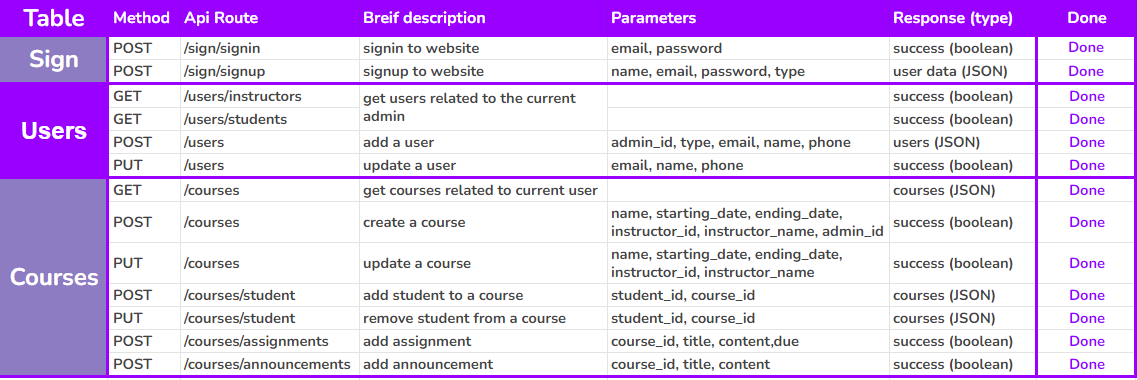 Table Method Api Route Breif description Parameters Response (type) Done
Sign
POST /sign/signin signin to website email, password success (boolean) Done
POST /sign/signup signup to website name, email, password, type user data (JSON) Done
Users
GET /users/instructors get users related to the current success (boolean) Done
admin
GET /users/students success (boolean) Done
POST /users add a user admin_id, type, email, name, phone users (JSON) Done
PUT /users update a user email, name, phone success (boolean) Done
Courses
GET /courses get courses related to current user courses (JSON) Done
POST /courses create a course name, starting_date, ending_date, success (boolean) Done
instructor_id, instructor_name, admin_id
PUT /courses update a course name, starting_date, ending_date, success (boolean) Done
instructor_id, instructor_name
POST /courses/student add student to a course student_id, course_id courses (JSON) Done
PUT /courses/student remove student from a course student_id, course_id courses (JSON) Done
POST /courses/assignments add assignment course_id, title, content,due success (boolean) Done
POST /courses/announcements add announcement course_id, title, content success (boolean) Done